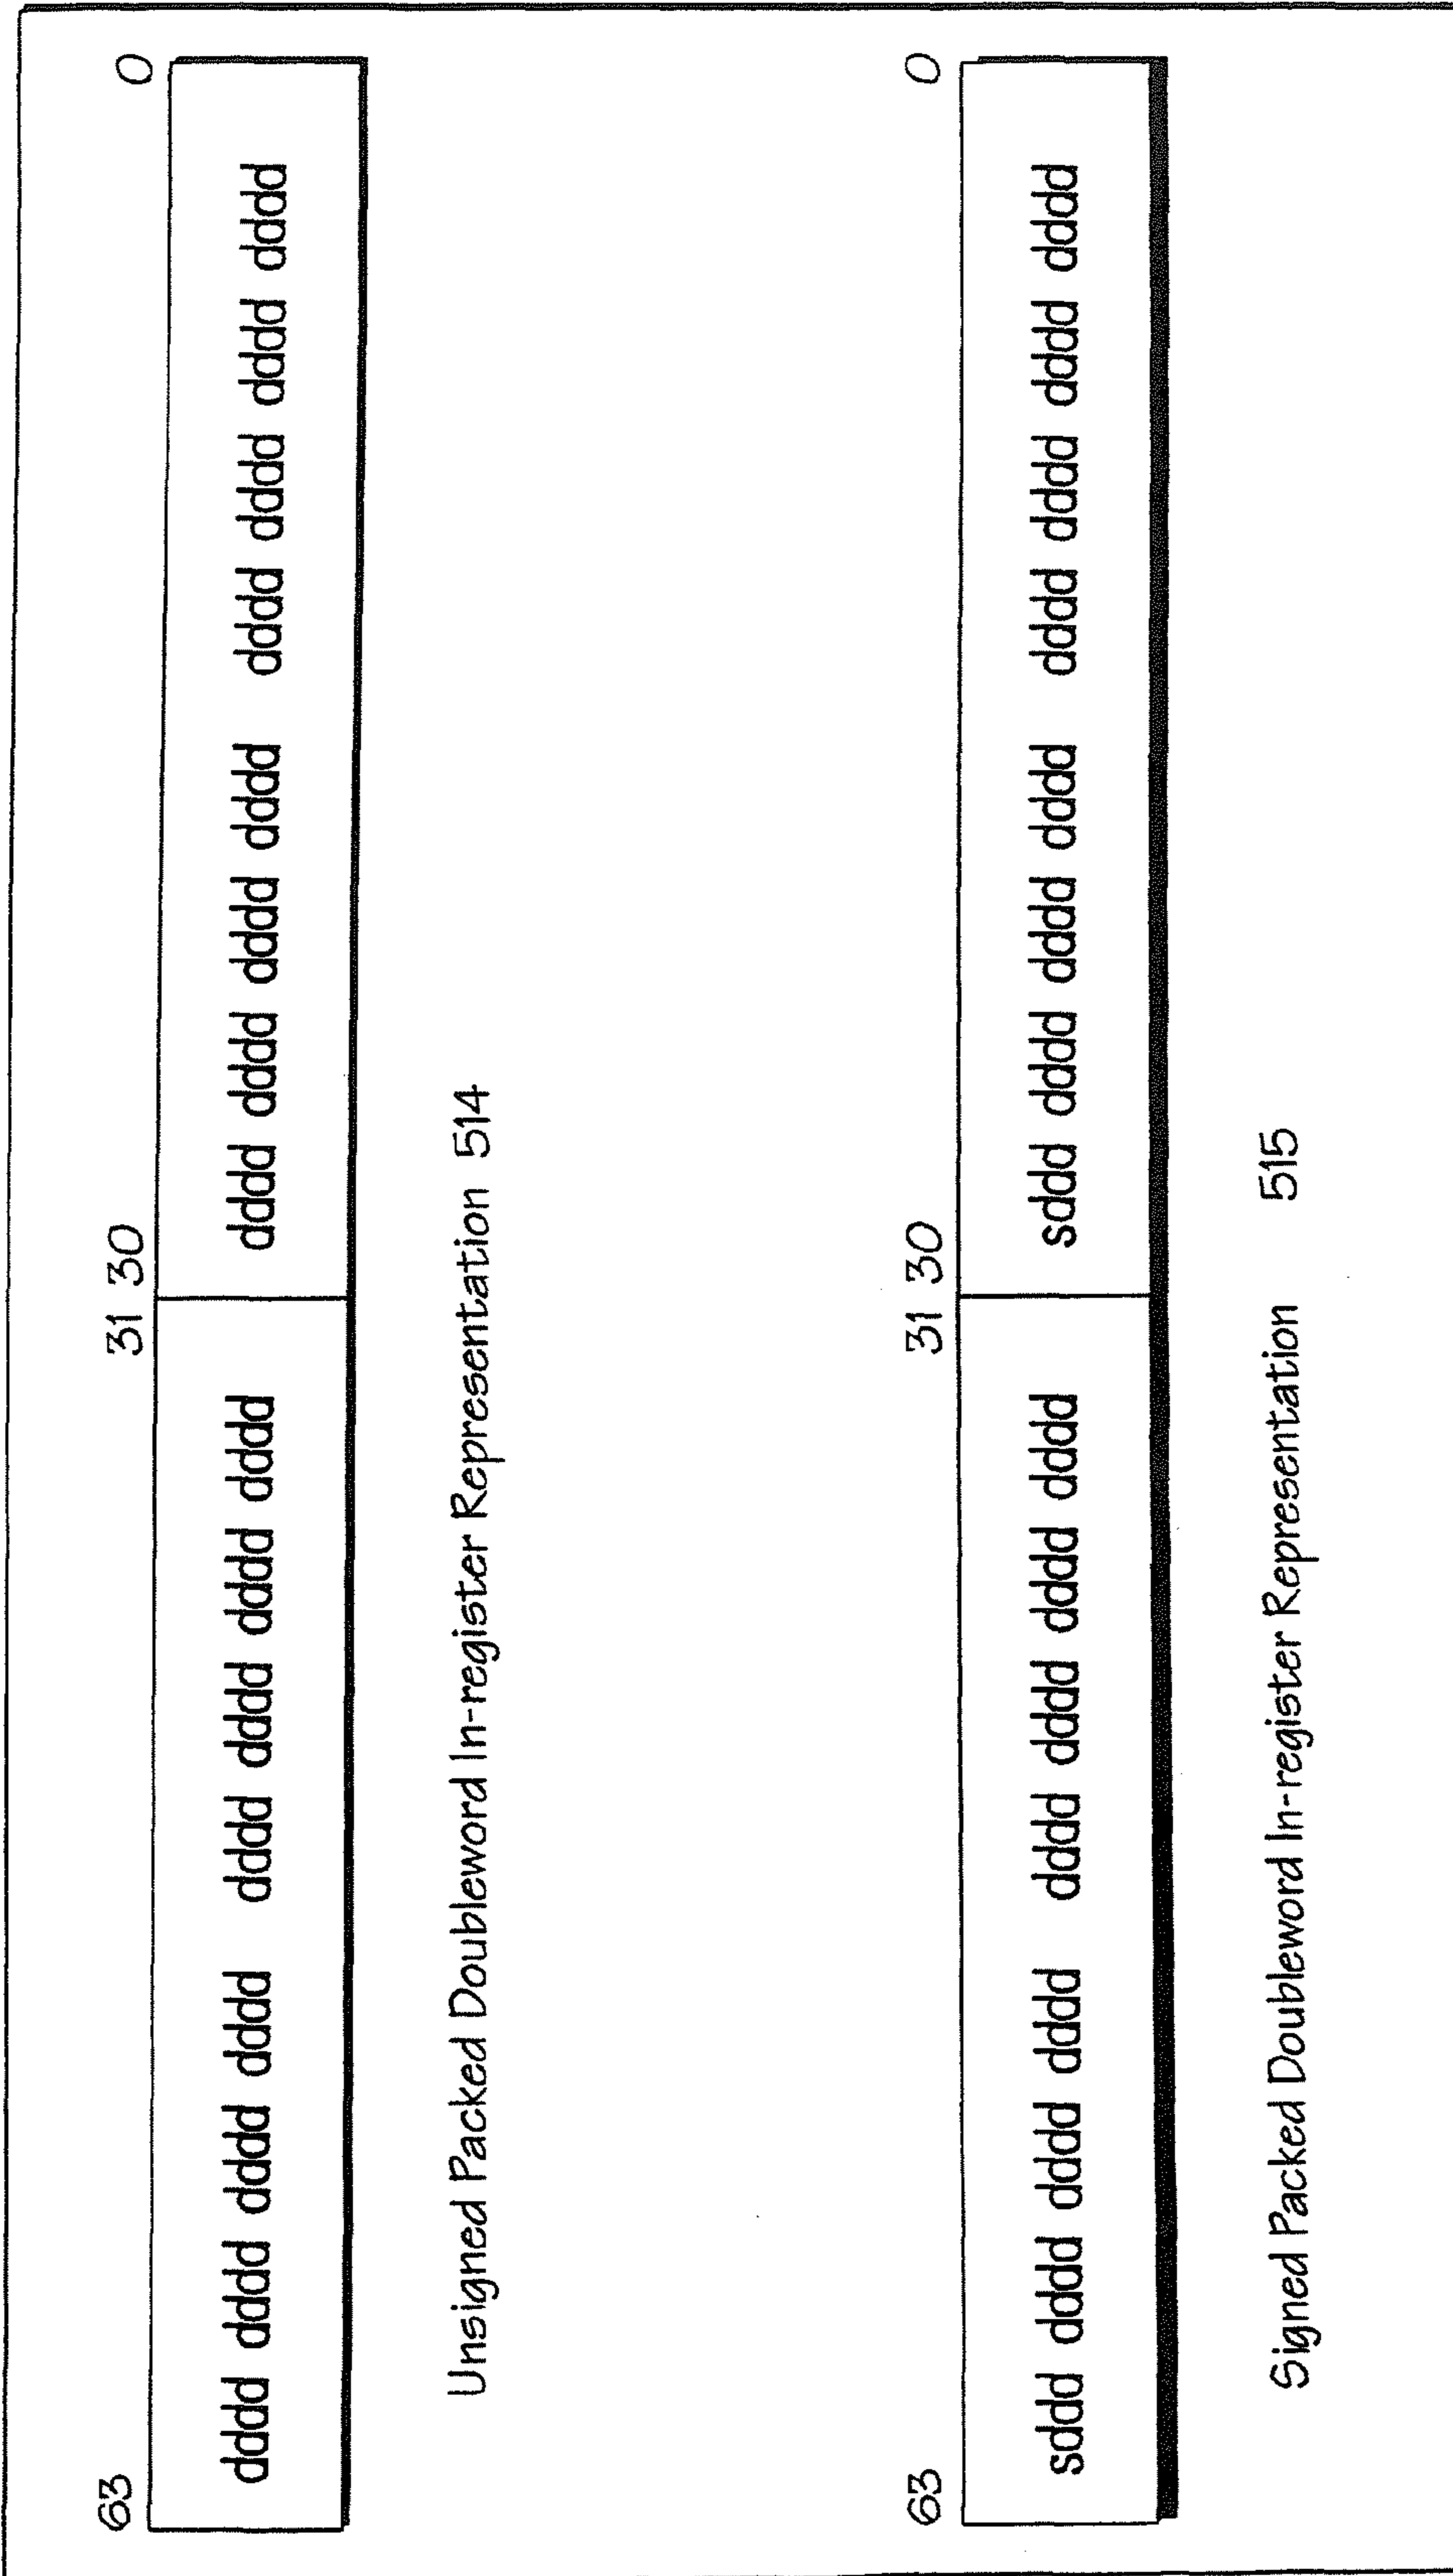 63 31 30 0
dddd dddd dddd dddd dddd dddd dddd dddd dddd dddd dddd dddd dddd dddd dddd dddd
Unsigned Packed Doubleword In-register Representation 514
63 31 30 0
sddd dddd dddd dddd dddd dddd dddd dddd sddd dddd dddd dddd dddd dddd dddd dddd
Signed Packed Doubleword In-register Representation 515